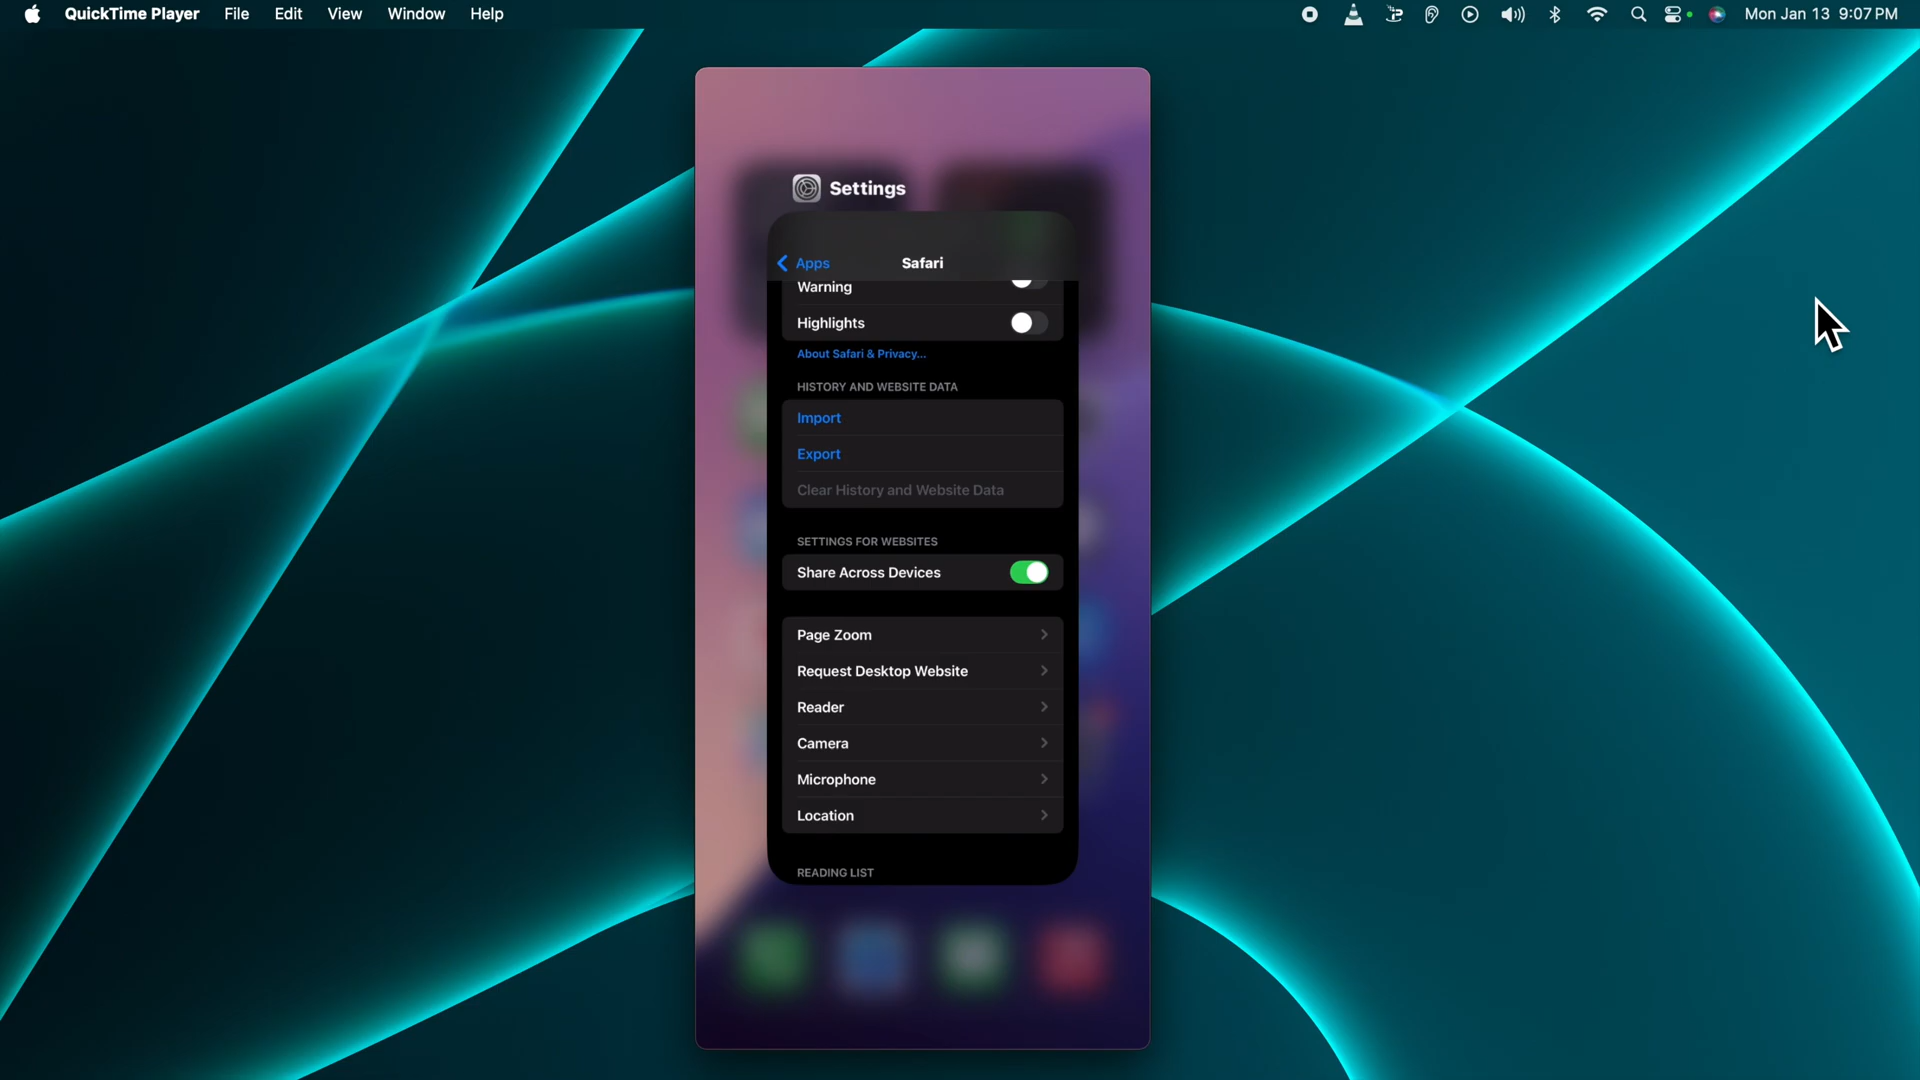 QuickTime Player File Edit View Window Help Mon Jan 13 9:07 PM
Settings
Apps Safari
Warning
Highlights
About Safari & Privacy...
HISTORY AND WEBSITE DATA
Import
Export
Clear History and Website Data
SETTINGS FOR WEBSITES
Share Across Devices
Page Zoom
Request Desktop Website
Reader
Camera
Microphone
Location
READING LIST